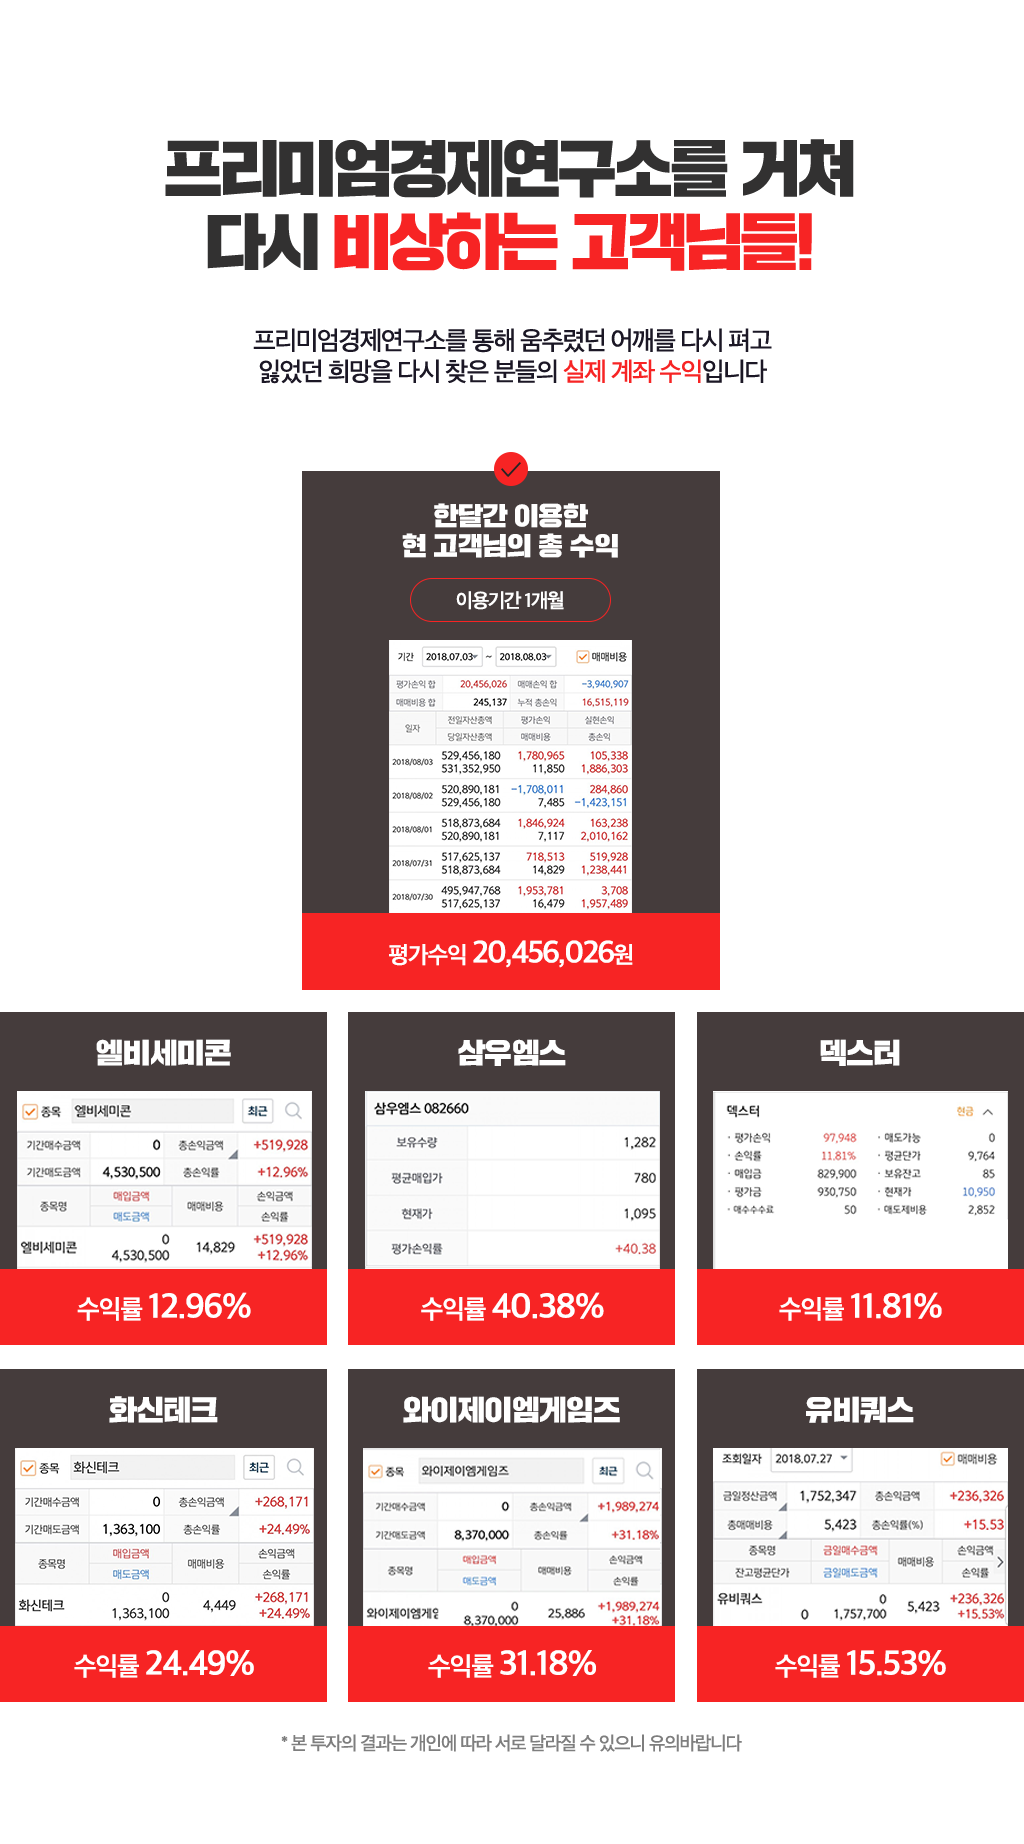 프리미엄경제연구소를 거쳐
다시 비상하는 고객님들!
프리미엄경제연구소를 통해 움추렸던 어깨를 다시 펴고
잃었던 희망을 다시 찾은 분들의 실제 계좌 수익입니다
한달간 이용한
현 고객님의 총 수익
이용기간 1개월
기간 2018.07.03 ~ 2018.08.03 매매비용
평가손익 합 20,456,026 매매손익 합 -3,940,907
매매비용 합 245,137 누적 총손익 16,515,119
일자 전일자산총액 평가손익 실현손익
당일자산총액 매매비용 총손익
2018/08/03 529,456,180 1,780,965 105,338
531,352,950 11,850 1,886,303
2018/08/02 520,890,181 -1,708,011 284,860
529,456,180 7,485 -1,423,151
2018/08/01 518,873,684 1,846,924 163,238
520,890,181 7,117 2,010,162
2018/07/31 517,625,137 718,513 519,928
518,873,684 14,829 1,238,441
2018/07/30 495,947,768 1,953,781 3,708
517,625,137 16,479 1,957,489
평가수익 20,456,026원
엘비세미콘
종목 엘비세미콘 최근
기간매수금액 0 총손익금액 +519,928
기간매도금액 4,530,500 총손익률 +12.96%
종목명 매입금액 매매비용 손익금액
매도금액 손익률
엘비세미콘 0 14,829 +519,928
4,530,500 +12.96%
수익률 12.96%
삼우엠스
삼우엠스 082660
보유수량 1,282
평균매입가 780
현재가 1,095
평가손익률 +40.38
수익률 40.38%
덱스터
덱스터 현금
· 평가손익 97,948 · 매도가능 0
· 손익률 11.81% · 평균단가 9,764
· 매입금 829,900 · 보유잔고 85
· 평가금 930,750 · 현재가 10,950
· 매수수수료 50 · 매도제비용 2,852
수익률 11.81%
화신테크
종목 화신테크 최근
기간매수금액 0 총손익금액 +268,171
기간매도금액 1,363,100 총손익률 +24.49%
종목명 매입금액 매매비용 손익금액
매도금액 손익률
화신테크 0 4,449 +268,171
1,363,100 +24.49%
수익률 24.49%
와이제이엠게임즈
종목 와이제이엠게임즈 최근
기간매수금액 0 총손익금액 +1,989,274
기간매도금액 8,370,000 총손익률 +31.18%
종목명 매입금액 매매비용 손익금액
매도금액 손익률
와이제이엠게임 0 25,886 +1,989,274
8,370,000 +31.18%
수익률 31.18%
유비쿼스
조회일자 2018.07.27 매매비용
금일정산금액 1,752,347 총손익금액 +236,326
총매매비용 5,423 총손익률(%) +15.53
종목명 금일매수금액 매매비용 손익금액
잔고평균단가 금일매도금액 손익률
유비쿼스 0 5,423 +236,326
0 1,757,700 +15.53%
수익률 15.53%
* 본 투자의 결과는 개인에 따라 서로 달라질 수 있으니 유의바랍니다